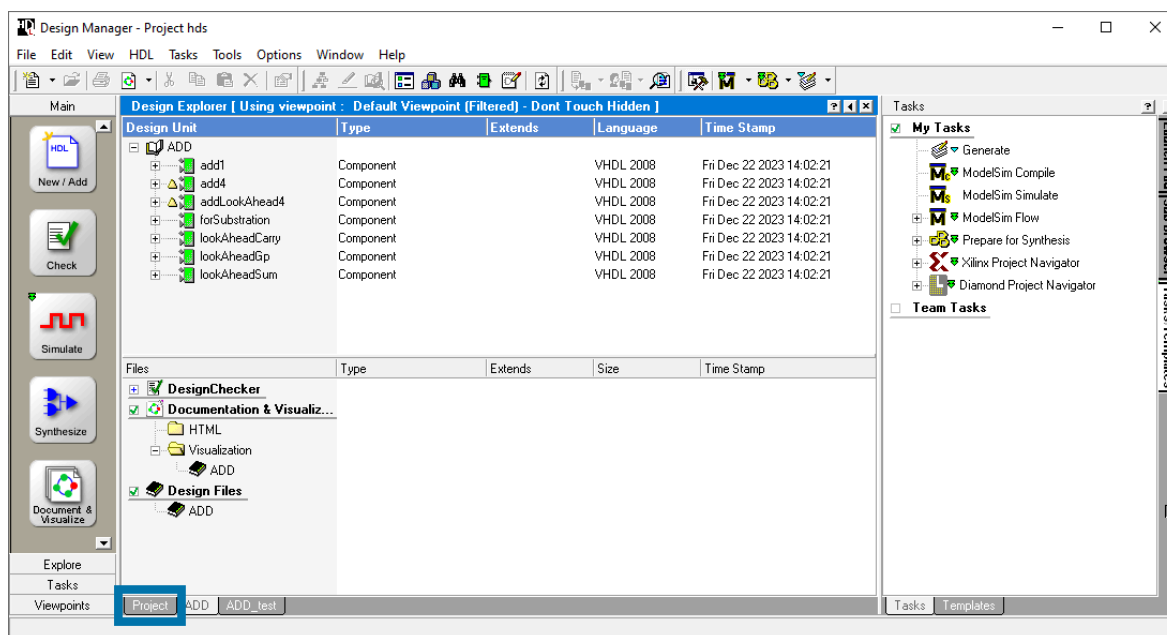 Design Manager - Project hds
File Edit View HDL Tasks Tools Options Window Help
Main
HDL
New / Add
Check
Simulate
Synthesize
Document &
Visualize
Explore
Tasks
Viewpoints
Design Explorer [ Using viewpoint : Default Viewpoint (Filtered) - Dont Touch Hidden ]
Design Unit Type Extends Language Time Stamp
ADD
add1 Component VHDL 2008 Fri Dec 22 2023 14:02:21
add4 Component VHDL 2008 Fri Dec 22 2023 14:02:21
addLookAhead4 Component VHDL 2008 Fri Dec 22 2023 14:02:21
forSubstration Component VHDL 2008 Fri Dec 22 2023 14:02:21
lookAheadCarry Component VHDL 2008 Fri Dec 22 2023 14:02:21
lookAheadGp Component VHDL 2008 Fri Dec 22 2023 14:02:21
lookAheadSum Component VHDL 2008 Fri Dec 22 2023 14:02:21
Files Type Extends Size Time Stamp
DesignChecker
Documentation & Visualiz...
HTML
Visualization
ADD
Design Files
ADD
Project ADD ADD_test
Tasks
My Tasks
Generate
ModelSim Compile
ModelSim Simulate
ModelSim Flow
Prepare for Synthesis
Xilinx Project Navigator
Diamond Project Navigator
Team Tasks
Tasks Templates